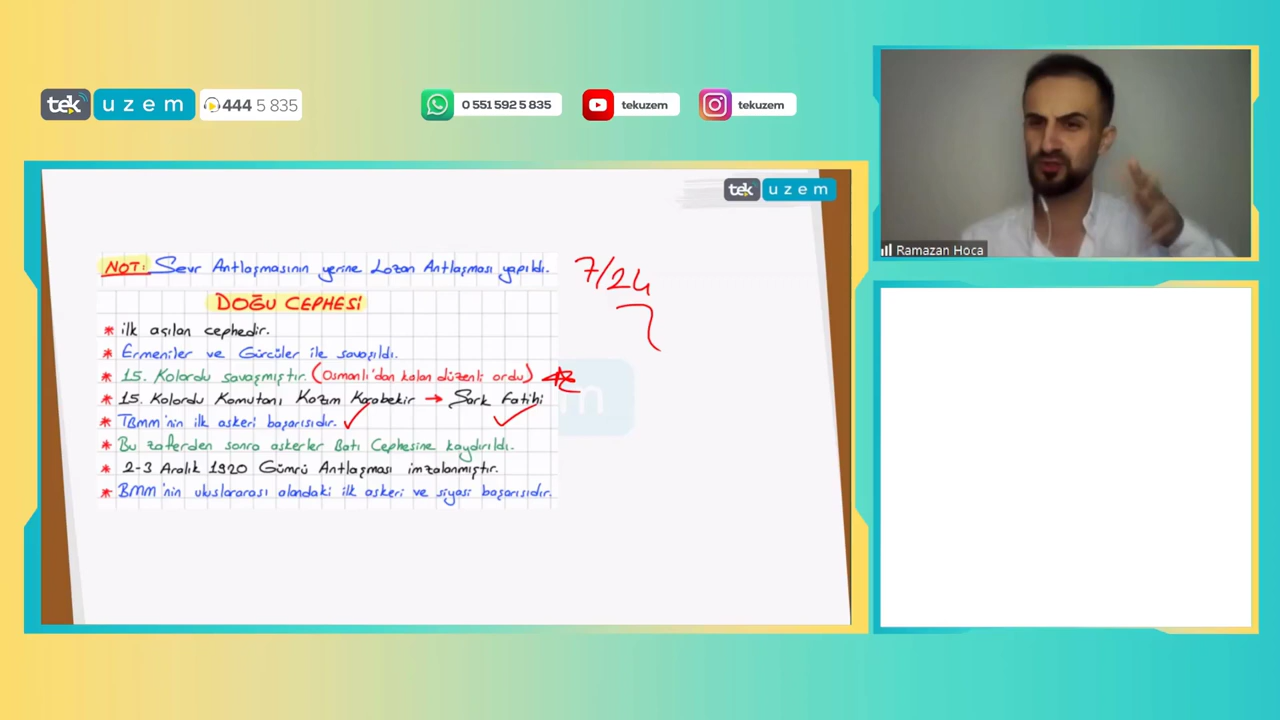 tek uzem 444 5 835
0 551 592 5 835
tekuzem
tekuzem
tek uzem
NOT: Sevr Antlaşmasının yerine Lozan Antlaşması yapıldı.
7/24
DOĞU CEPHESİ
* İlk açılan cephedir.
* Ermeniler ve Gürcüler ile savaşıldı.
* 15. Kolordu savaşmıştır. (Osmanlı'dan kalan düzenli ordu)
* 15. Kolordu Komutanı Kazım Karabekir → Şark Fatihi
* TBMM'nin ilk askeri başarısıdır.
* Bu zaferden sonra askerler Batı Cephesine kaydırıldı.
* 2-3 Aralık 1920 Gümrü Antlaşması imzalanmıştır.
* BMM'nin uluslararası alandaki ilk askeri ve siyasi başarısıdır.
Ramazan Hoca